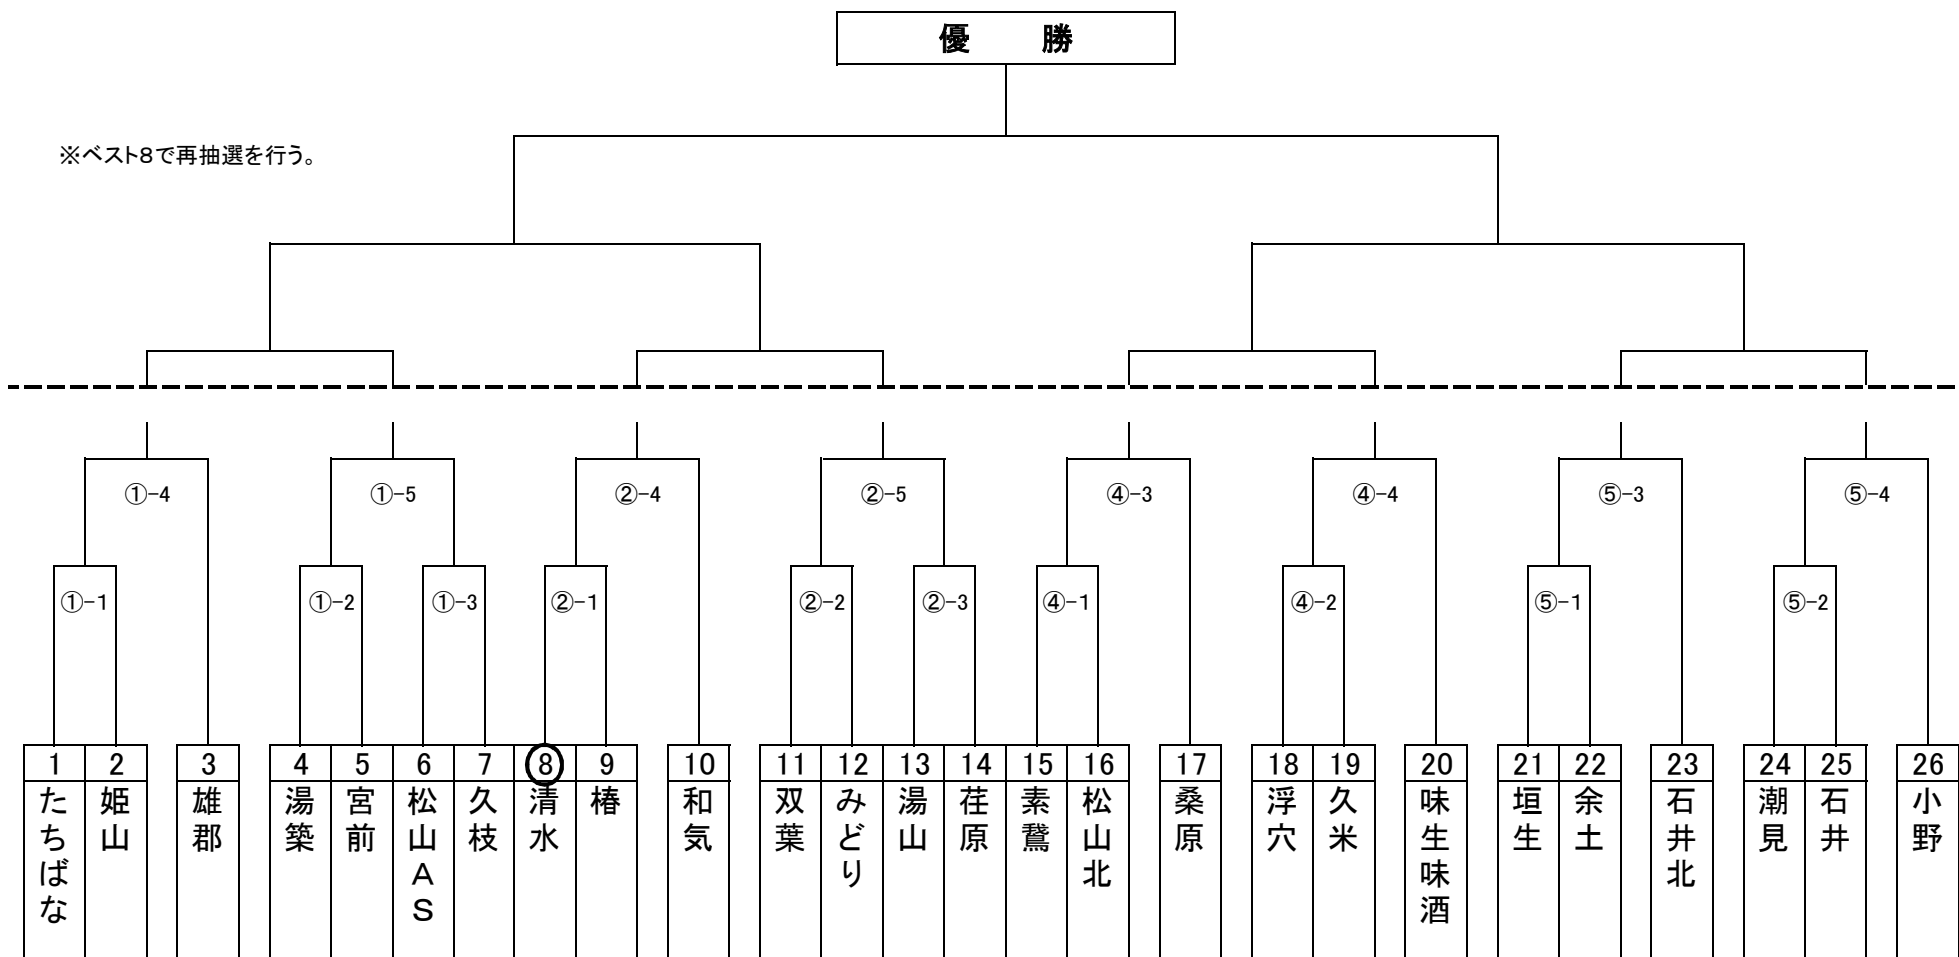 優　　勝
※ベスト8で再抽選を行う。
①-4 ①-5 ②-4 ②-5 ④-3 ④-4 ⑤-3 ⑤-4
①-1 ①-2 ①-3 ②-1 ②-2 ②-3 ④-1 ④-2 ⑤-1 ⑤-2
1 2 3 4 5 6 7 8 9 10 11 12 13 14 15 16 17 18 19 20 21 22 23 24 25 26
たちばな
姫山
雄郡
湯築
宮前
松山AS
久枝
清水
椿
和気
双葉
みどり
湯山
荏原
素鵞
松山北
桑原
浮穴
久米
味生味酒
垣生
余土
石井北
潮見
石井
小野